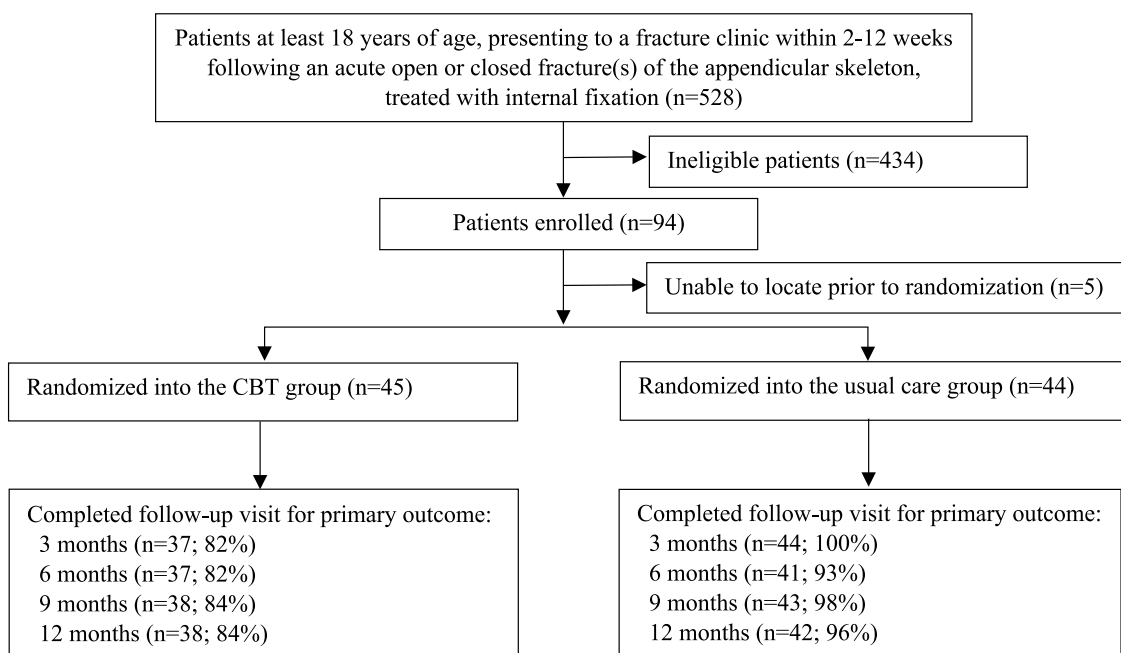 Patients at least 18 years of age, presenting to a fracture clinic within 2-12 weeks
following an acute open or closed fracture(s) of the appendicular skeleton,
treated with internal fixation (n=528)
Ineligible patients (n=434)
Patients enrolled (n=94)
Unable to locate prior to randomization (n=5)
Randomized into the CBT group (n=45)
Randomized into the usual care group (n=44)
Completed follow-up visit for primary outcome:
3 months (n=37; 82%)
6 months (n=37; 82%)
9 months (n=38; 84%)
12 months (n=38; 84%)
Completed follow-up visit for primary outcome:
3 months (n=44; 100%)
6 months (n=41; 93%)
9 months (n=43; 98%)
12 months (n=42; 96%)